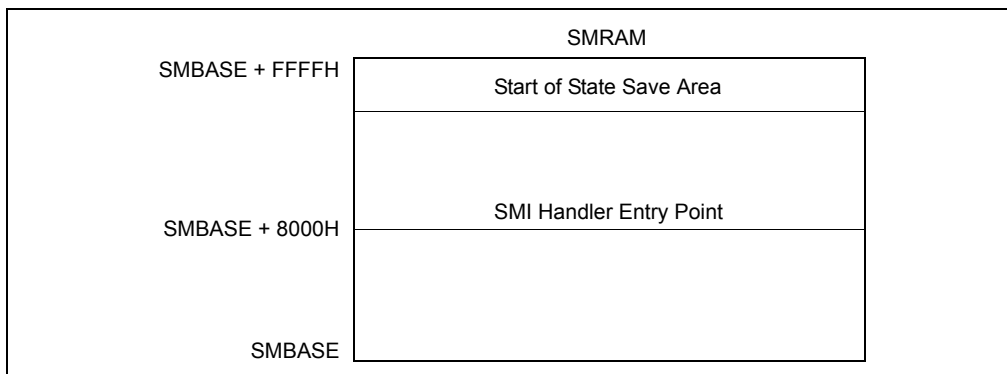 SMRAM
SMBASE + FFFFH
Start of State Save Area
SMI Handler Entry Point
SMBASE + 8000H
SMBASE